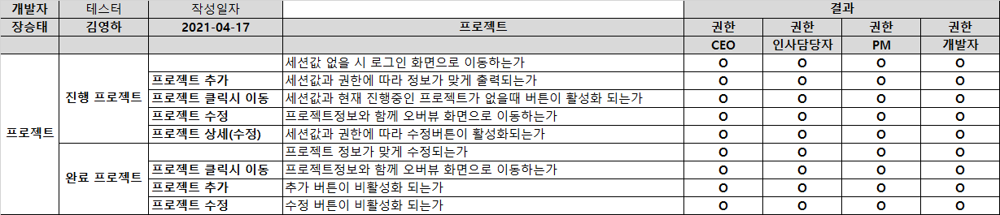 개발자 테스터 작성일자 결과
장승태 김영하 2021-04-17 프로젝트 권한 권한 권한 권한
CEO 인사담당자 PM 개발자
세션값 없을 시 로그인 화면으로 이동하는가 O O O O
프로젝트 추가 세션값과 권한에 따라 정보가 맞게 출력되는가 O O O O
진행 프로젝트 프로젝트 클릭시 이동 세션값과 현재 진행중인 프로젝트가 없을때 버튼이 활성화 되는가 O O O O
프로젝트 수정 프로젝트정보와 함께 오버뷰 화면으로 이동하는가 O O O O
프로젝트 프로젝트 상세(수정) 세션값과 권한에 따라 수정버튼이 활성화되는가 O O O O
프로젝트 정보가 맞게 수정되는가 O O O O
완료 프로젝트 프로젝트 클릭시 이동 프로젝트정보와 함께 오버뷰 화면으로 이동하는가 O O O O
프로젝트 추가 추가 버튼이 비활성화 되는가 O O O O
프로젝트 수정 수정 버튼이 비활성화 되는가 O O O O